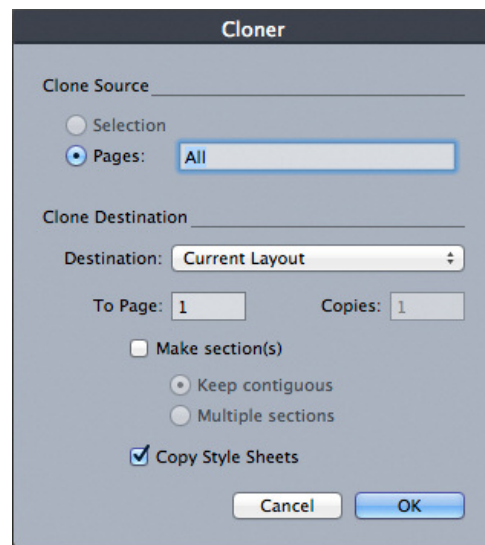 Cloner
Clone Source
Selection
Pages: All
Clone Destination
Destination: Current Layout
To Page: 1 Copies: 1
Make section(s)
Keep contiguous
Multiple sections
Copy Style Sheets
Cancel OK